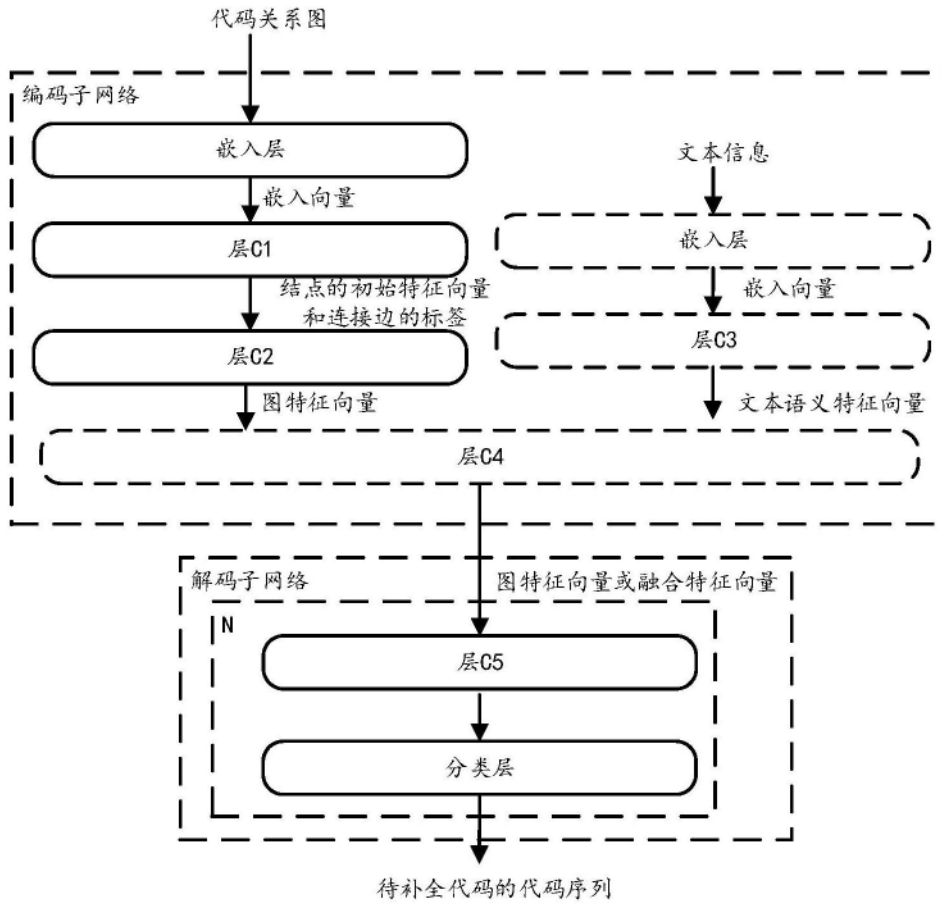 代码关系图
编码子网络
嵌入层
嵌入向量
层C1
结点的初始特征向量
和连接边的标签
层C2
图特征向量
文本信息
嵌入层
嵌入向量
层C3
文本语义特征向量
层C4
解码子网络
图特征向量或融合特征向量
N
层C5
分类层
待补全代码的代码序列